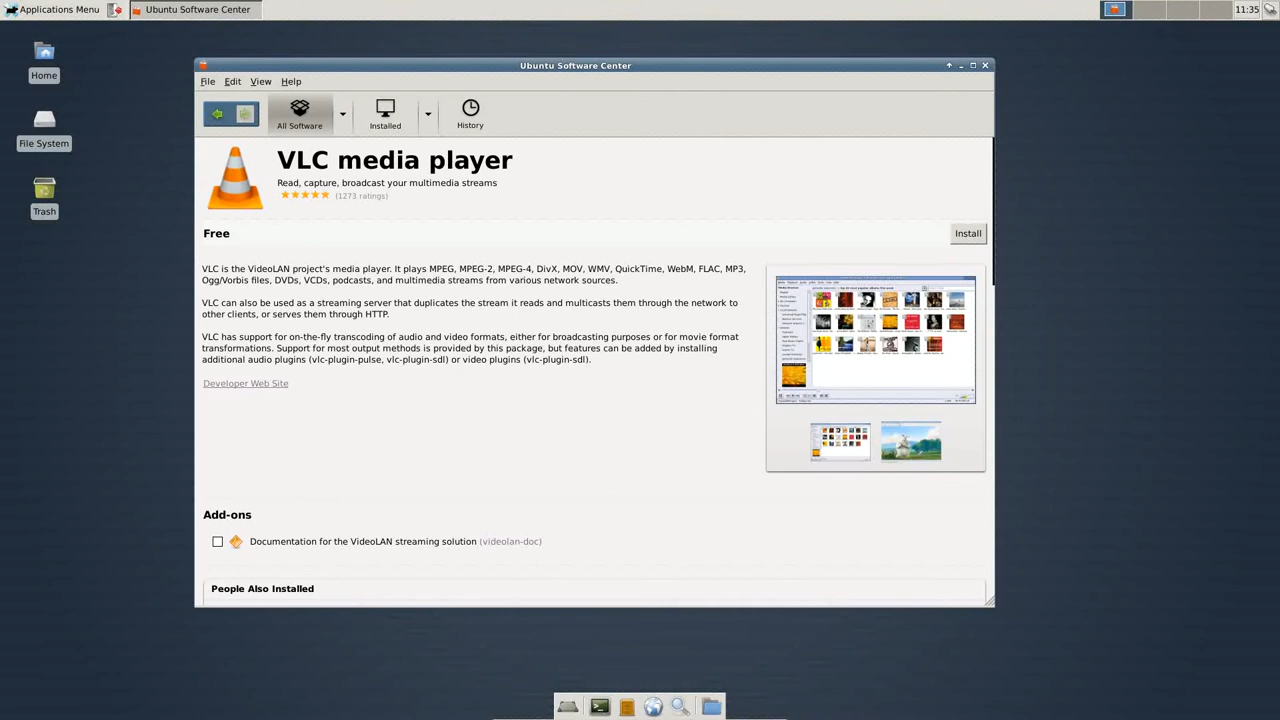 Applications Menu
Ubuntu Software Center
11:35
Home
File System
Trash
Ubuntu Software Center
File Edit View Help
All Software
Installed
History
VLC media player
Read, capture, broadcast your multimedia streams
(1273 ratings)
Free
Install
VLC is the VideoLAN project's media player. It plays MPEG, MPEG-2, MPEG-4, DivX, MOV, WMV, QuickTime, WebM, FLAC, MP3,
Ogg/Vorbis files, DVDs, VCDs, podcasts, and multimedia streams from various network sources.
VLC can also be used as a streaming server that duplicates the stream it reads and multicasts them through the network to
other clients, or serves them through HTTP.
VLC has support for on-the-fly transcoding of audio and video formats, either for broadcasting purposes or for movie format
transformations. Support for most output methods is provided by this package, but features can be added by installing
additional audio plugins (vlc-plugin-pulse, vlc-plugin-sdl) or video plugins (vlc-plugin-sdl).
Developer Web Site
Add-ons
Documentation for the VideoLAN streaming solution (videolan-doc)
People Also Installed